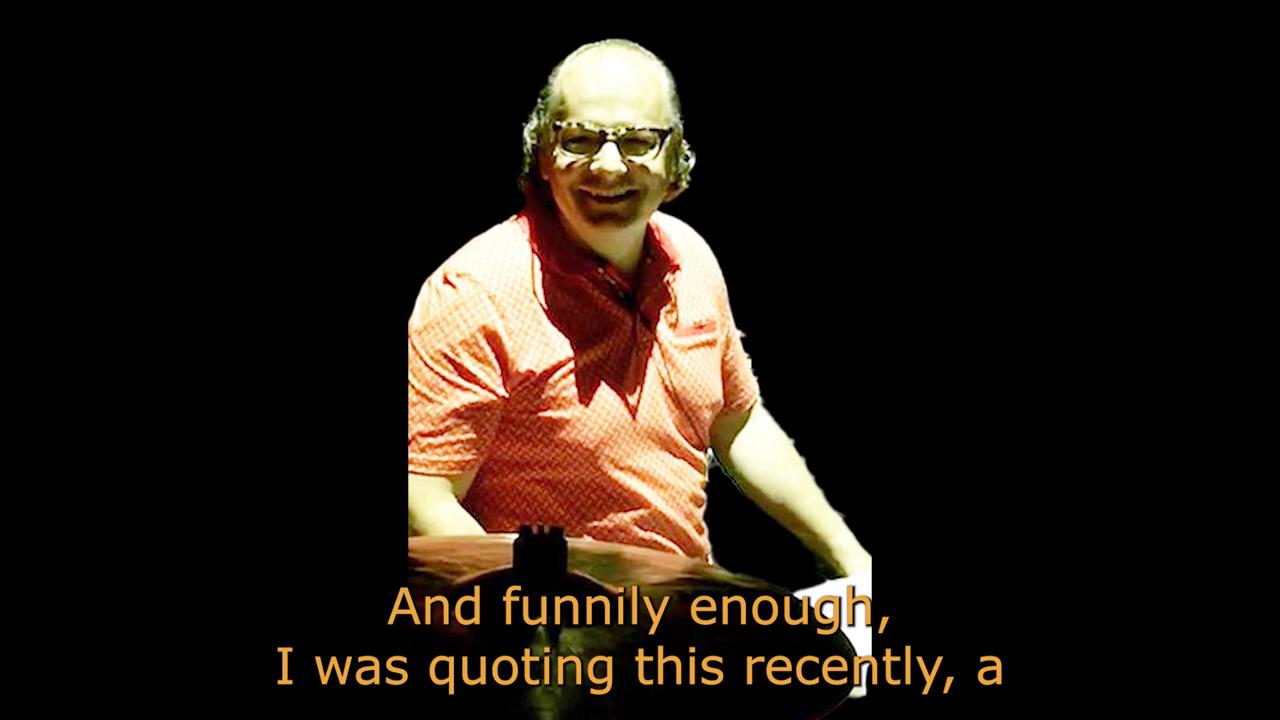 And funnily enough,
I was quoting this recently, a